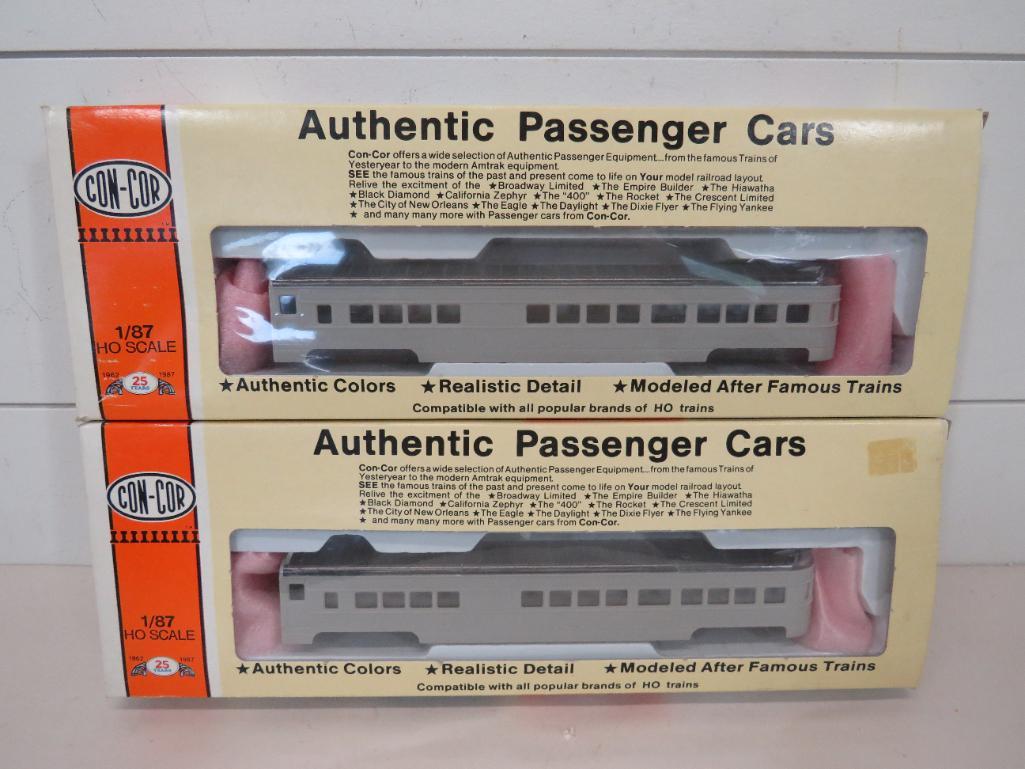 Authentic Passenger Cars
Con-Cor offers a wide selection of Authentic Passenger Equipment...from the famous Trains of
Yesteryear to the modern Amtrak equipment.
SEE the famous trains of the past and present come to life on Your model railroad layout.
Relive the excitment of the ★Broadway Limited ★The Empire Builder ★The Hiawatha
★Black Diamond ★California Zephyr ★The "400" ★The Rocket ★The Crescent Limited
★The City of New Orleans ★The Eagle ★The Daylight ★The Dixie Flyer ★The Flying Yankee
★ and many many more with Passenger cars from Con-Cor.
CON-COR
1/87
HO SCALE
1962 25 YEARS 1987
★Authentic Colors ★Realistic Detail ★Modeled After Famous Trains
Compatible with all popular brands of HO trains
Authentic Passenger Cars
Con-Cor offers a wide selection of Authentic Passenger Equipment...from the famous Trains of
Yesteryear to the modern Amtrak equipment.
SEE the famous trains of the past and present come to life on Your model railroad layout.
Relive the excitment of the ★Broadway Limited ★The Empire Builder ★The Hiawatha
★Black Diamond ★California Zephyr ★The "400" ★The Rocket ★The Crescent Limited
★The City of New Orleans ★The Eagle ★The Daylight ★The Dixie Flyer ★The Flying Yankee
★ and many many more with Passenger cars from Con-Cor.
CON-COR
1/87
HO SCALE
1962 25 YEARS 1987
★Authentic Colors ★Realistic Detail ★Modeled After Famous Trains
Compatible with all popular brands of HO trains